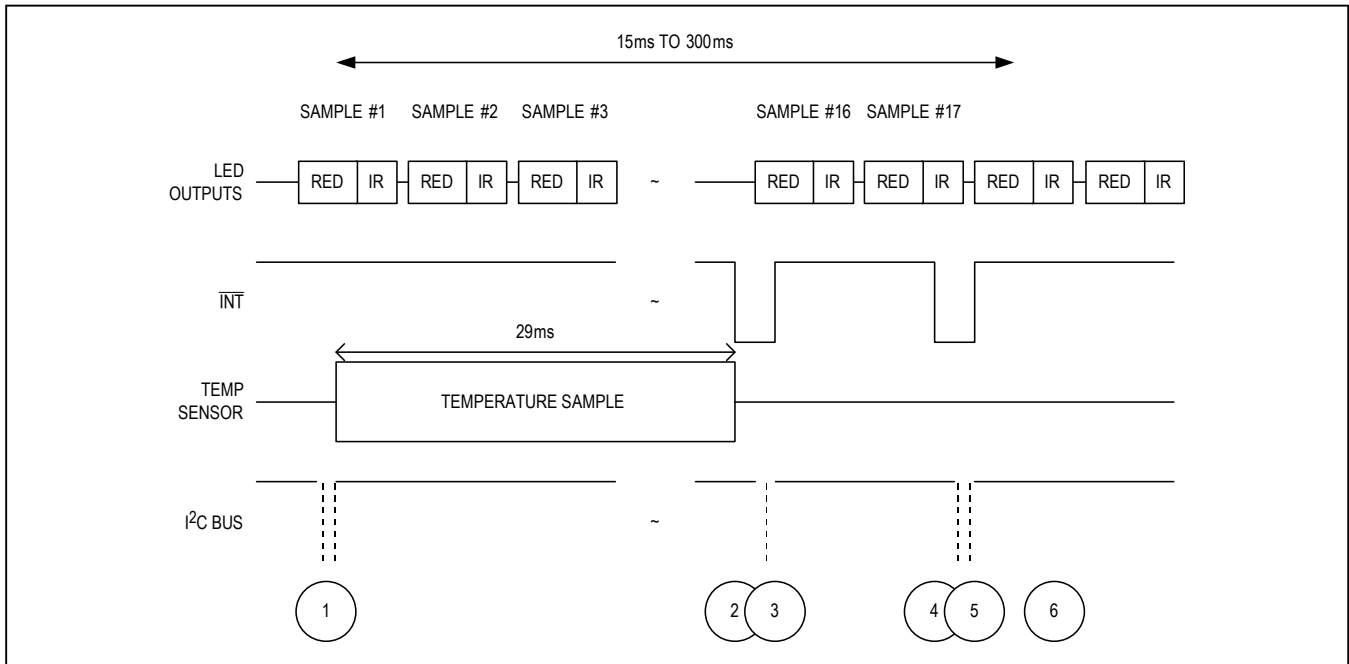 15ms TO 300ms
SAMPLE #1 SAMPLE #2 SAMPLE #3 SAMPLE #16 SAMPLE #17
LED
OUTPUTS
RED IR RED IR RED IR ~ RED IR RED IR RED IR RED IR
INT
~
29ms
TEMP
SENSOR
TEMPERATURE SAMPLE
I²C BUS
~
1 2 3 4 5 6